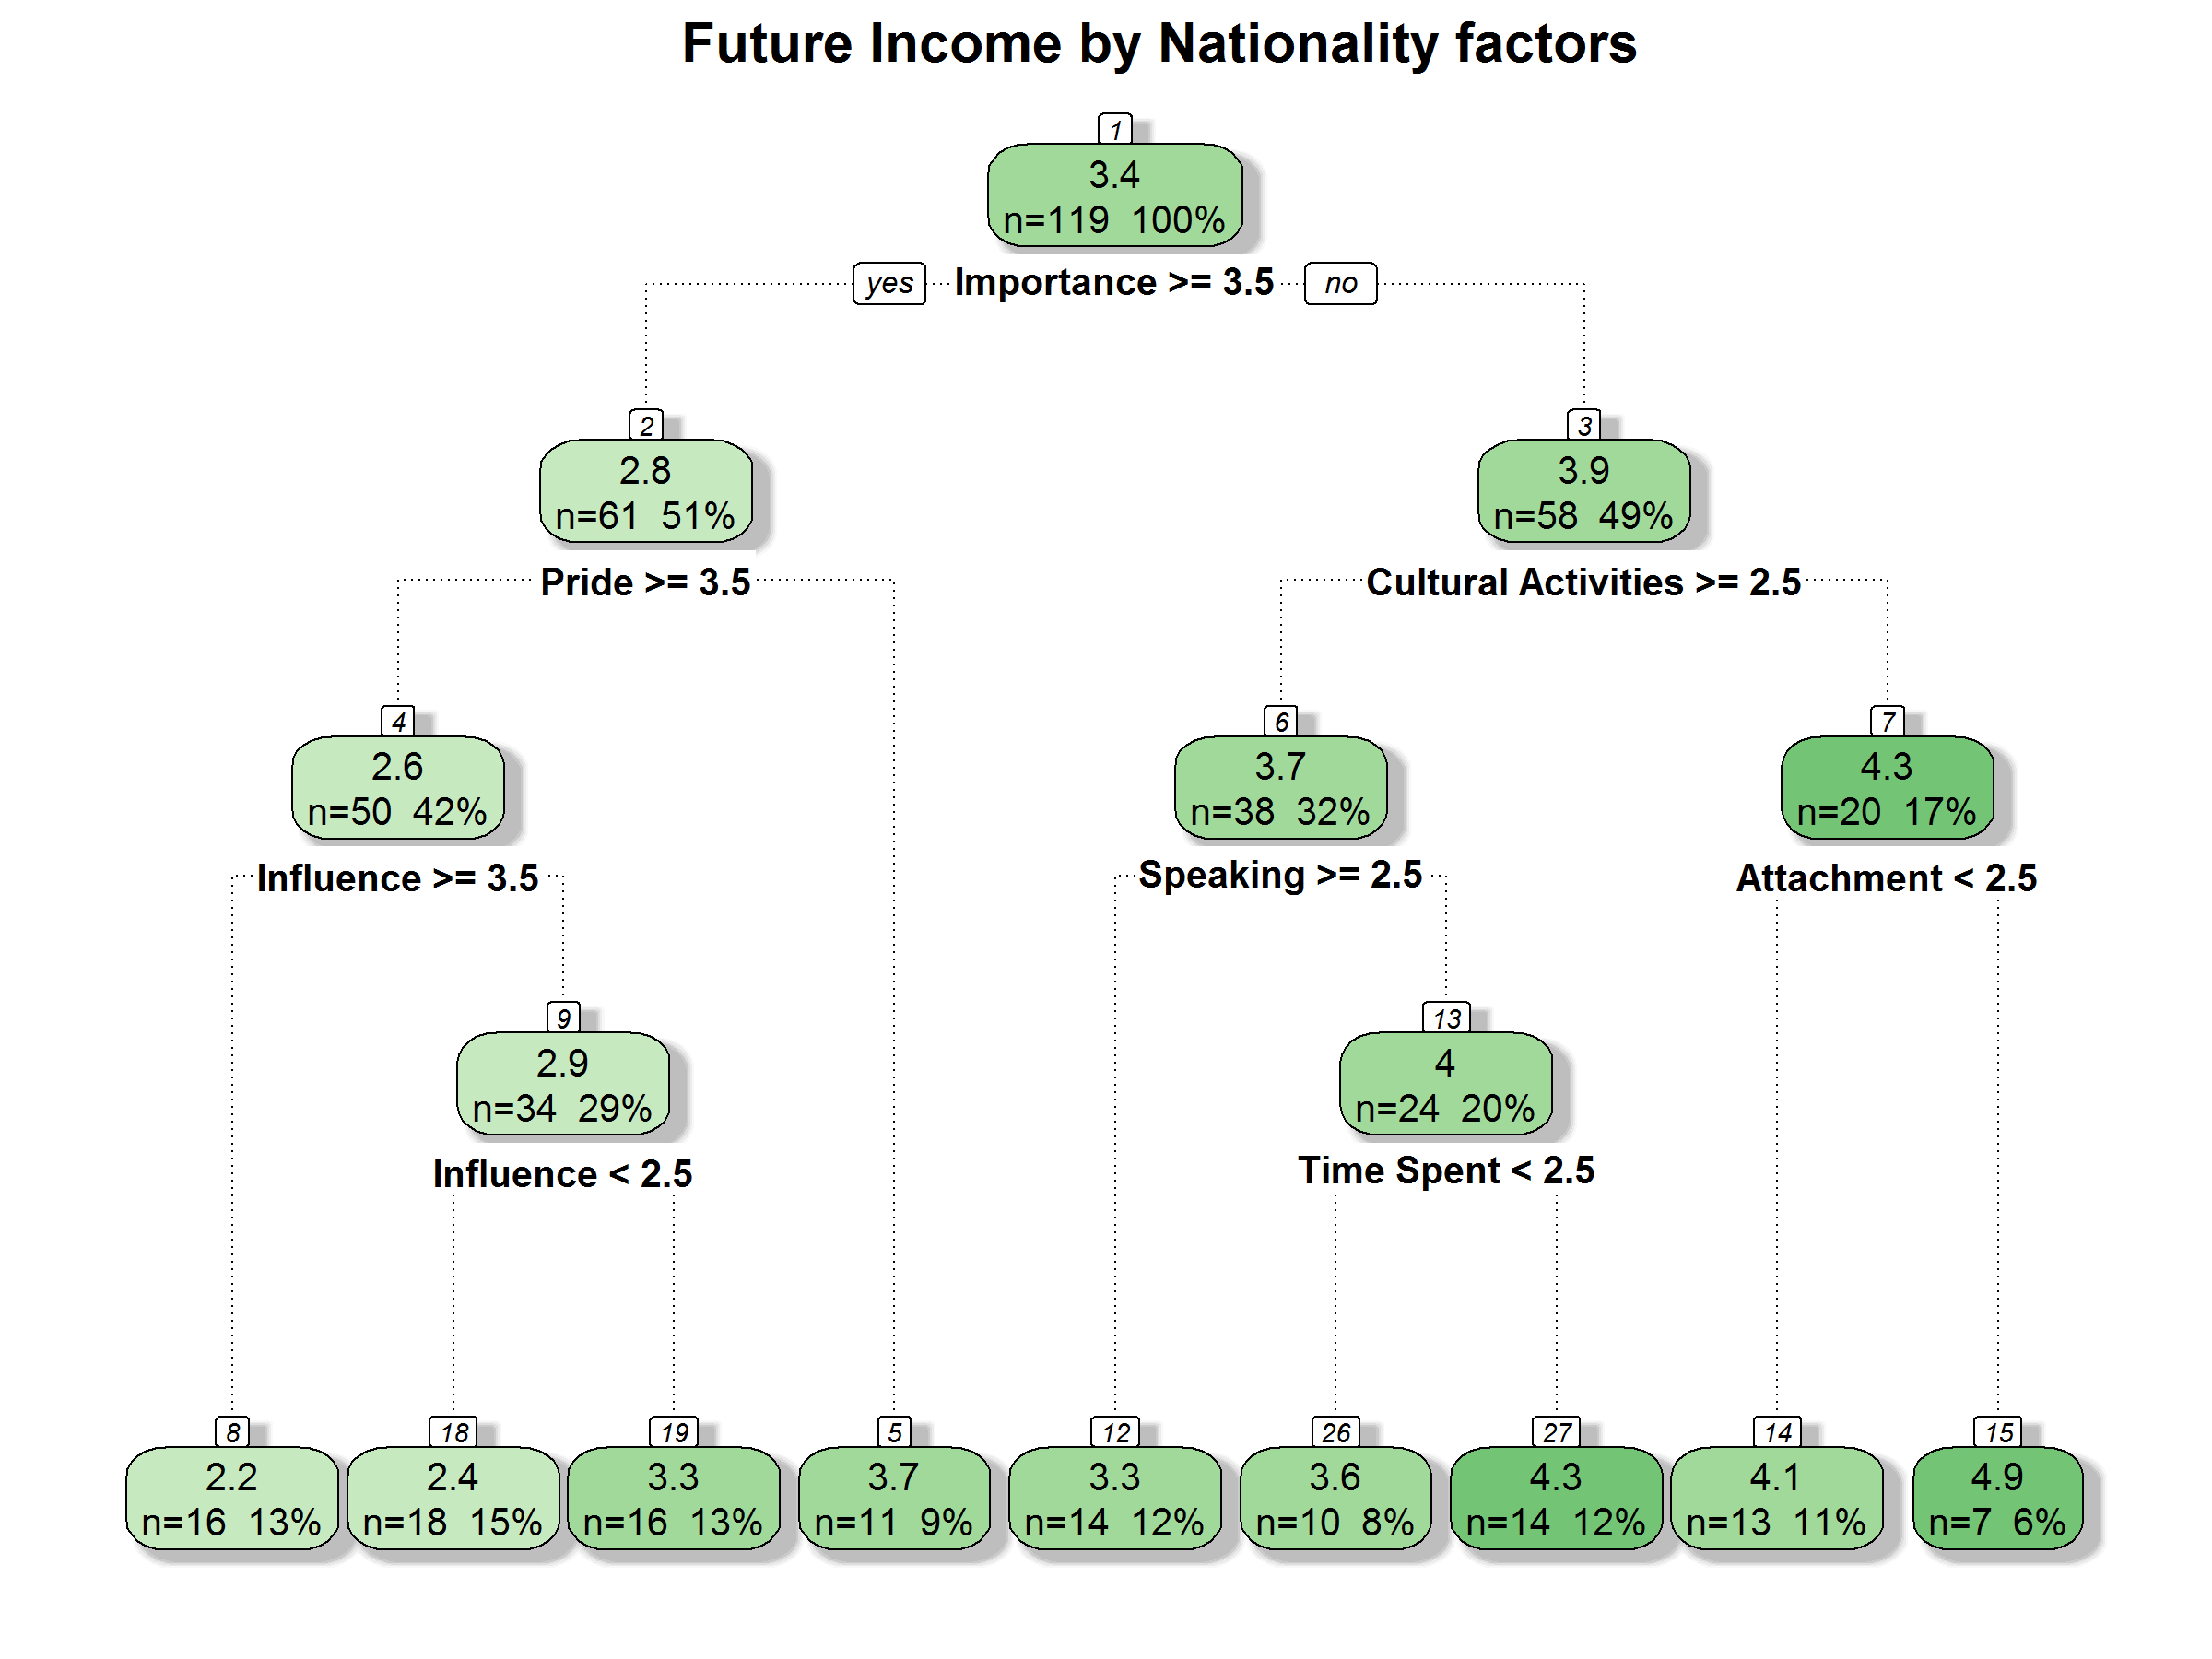 Future Income by Nationality factors
1
3.4
n=119 100%
yes Importance >= 3.5 no
2
2.8
n=61 51%
3
3.9
n=58 49%
Pride >= 3.5
Cultural Activities >= 2.5
4
2.6
n=50 42%
6
3.7
n=38 32%
7
4.3
n=20 17%
Influence >= 3.5
Speaking >= 2.5
Attachment < 2.5
9
2.9
n=34 29%
13
4
n=24 20%
Influence < 2.5
Time Spent < 2.5
8
2.2
n=16 13%
18
2.4
n=18 15%
19
3.3
n=16 13%
5
3.7
n=11 9%
12
3.3
n=14 12%
26
3.6
n=10 8%
27
4.3
n=14 12%
14
4.1
n=13 11%
15
4.9
n=7 6%